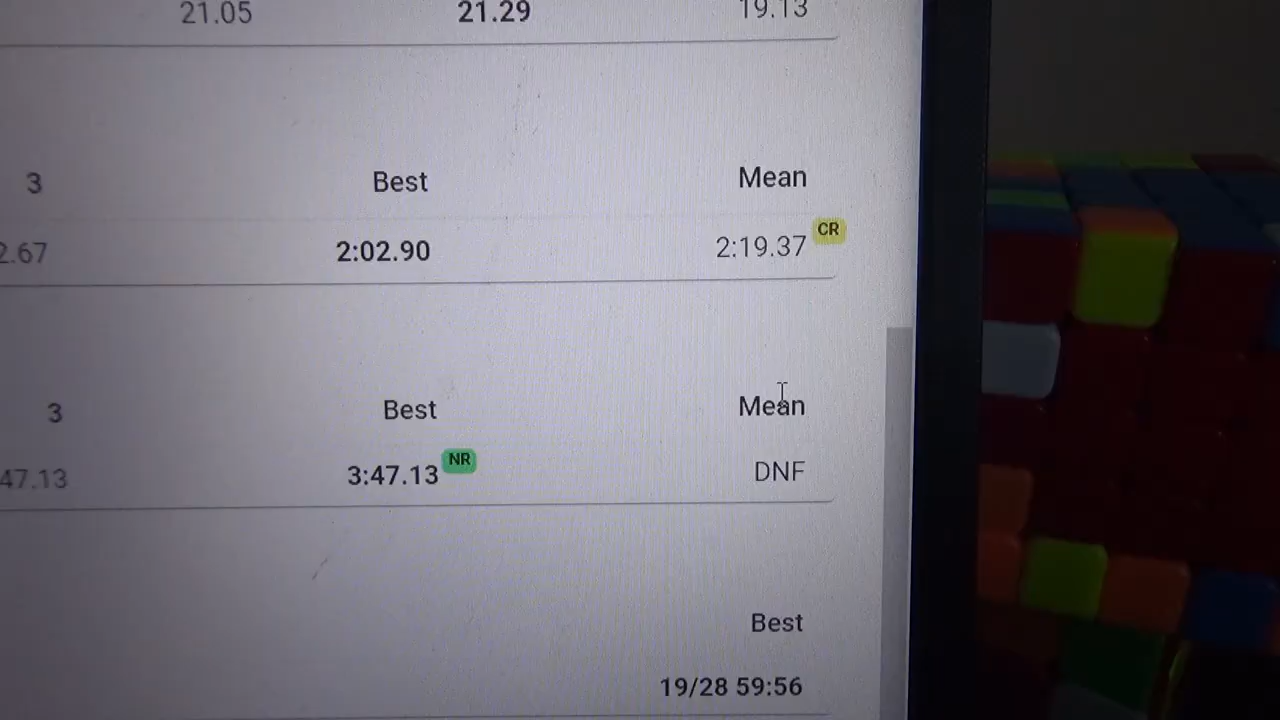 21.05 21.29 19.13
3 Best Mean
2.67 2:02.90 2:19.37 CR
3 Best Mean
47.13 3:47.13 NR DNF
Best
19/28 59:56